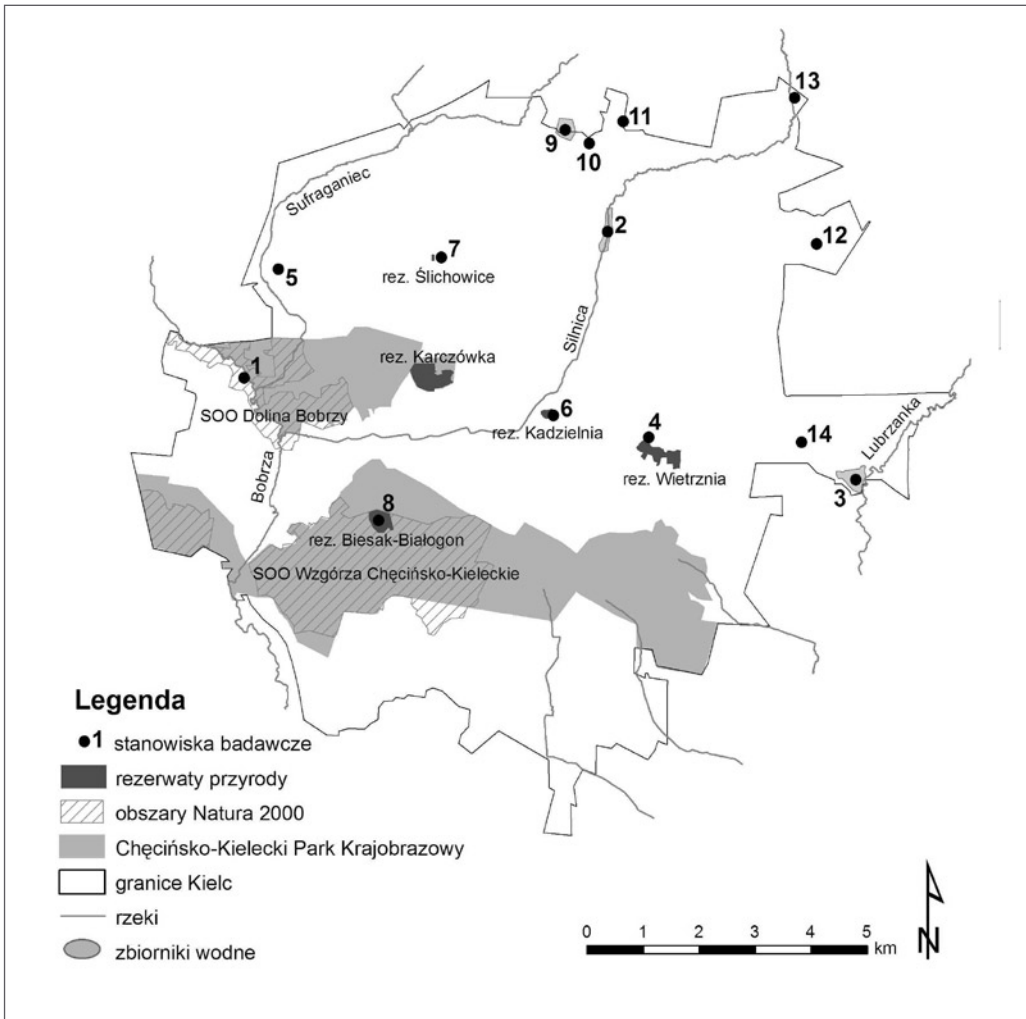 13
11
9
10
Sufraganiec
2
12
7
5
rez. Ślichowice
Silnica
rez. Karczówka
1
SOO Dolina Bobrzy
6
rez. Kadzielnia
4
14
Lubrzanka
rez. Wietrznia
3
Bobrza
8
rez. Biesak-Białogon
SOO Wzgórza Chęcińsko-Kieleckie
Legenda
1 stanowiska badawcze
rezerwaty przyrody
obszary Natura 2000
Chęcińsko-Kielecki Park Krajobrazowy
granice Kielc
rzeki
zbiorniki wodne
0 1 2 3 4 5
km
N